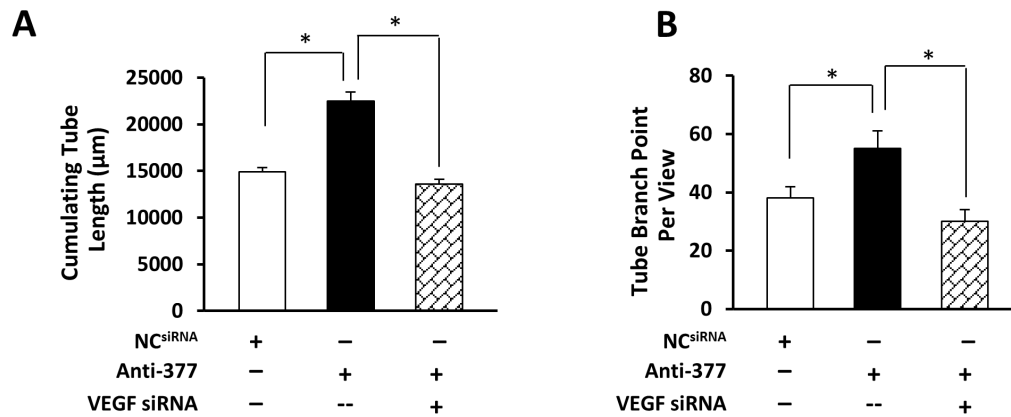 A
*
*
Cumulating Tube
Length (µm)
25000
20000
15000
10000
5000
0
NCsiRNA + – –
Anti-377 – + +
VEGF siRNA – -- +
B
*
*
Tube Branch Point
Per View
80
60
40
20
0
NCsiRNA + – –
Anti-377 – + +
VEGF siRNA – -- +